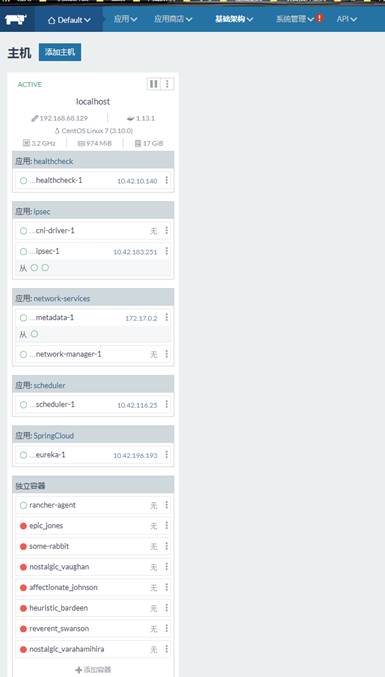 Default 应用 应用商店 基础架构 系统管理 API
主机 添加主机
ACTIVE
localhost
192.168.68.129 1.13.1
CentOS Linux 7 (3.10.0)
3.2 GHz 974 MiB 17 GiB
应用: healthcheck
...healthcheck-1 10.42.10.140
应用: ipsec
...cni-driver-1 无
...ipsec-1 10.42.183.251
从
应用: network-services
...metadata-1 172.17.0.2
从
...network-manager-1 无
应用: scheduler
...scheduler-1 10.42.116.25
应用: SpringCloud
...eureka-1 10.42.196.193
独立容器
rancher-agent 无
epic_jones 无
some-rabbit 无
nostalgic_vaughan 无
affectionate_johnson 无
heuristic_bardeen 无
reverent_swanson 无
nostalgic_varahamihira 无
添加容器